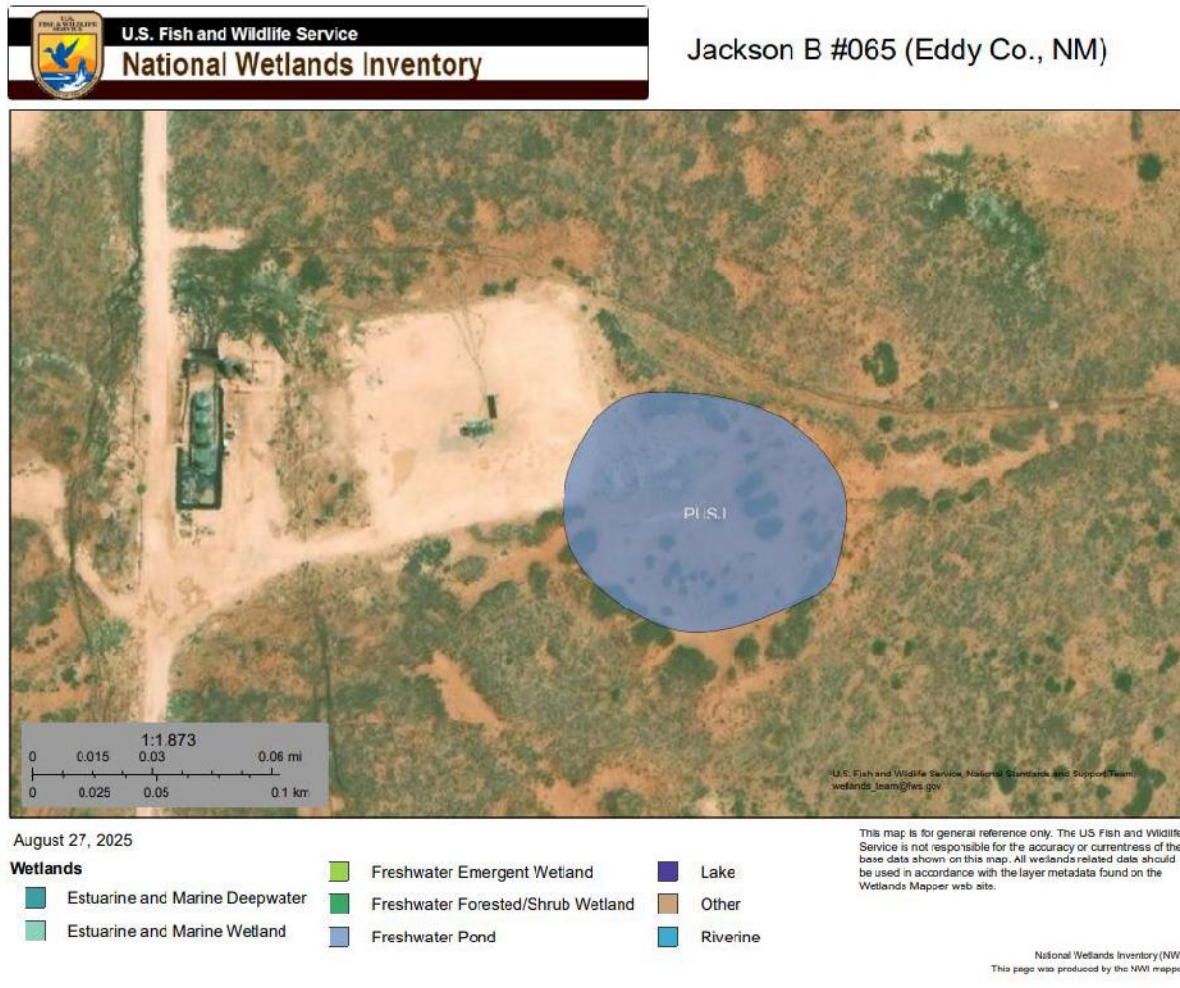 U.S.
FISH & WILDLIFE
SERVICE
U.S. Fish and Wildlife Service
National Wetlands Inventory
Jackson B #065 (Eddy Co., NM)
PUSJ
1:1.873
0 0.015 0.03 0.06 mi
0 0.025 0.05 0.1 km
U.S. Fish and Wildlife Service, National Standards and Support Team,
wetlands_team@fws.gov
August 27, 2025
Wetlands
Estuarine and Marine Deepwater
Estuarine and Marine Wetland
Freshwater Emergent Wetland
Freshwater Forested/Shrub Wetland
Freshwater Pond
Lake
Other
Riverine
This map is for general reference only. The US Fish and Wildlife
Service is not responsible for the accuracy or currentness of the
base data shown on this map. All wetlands related data should
be used in accordance with the layer metadata found on the
Wetlands Mapper web site.
National Wetlands Inventory (NW
This page was produced by the NWI mappe